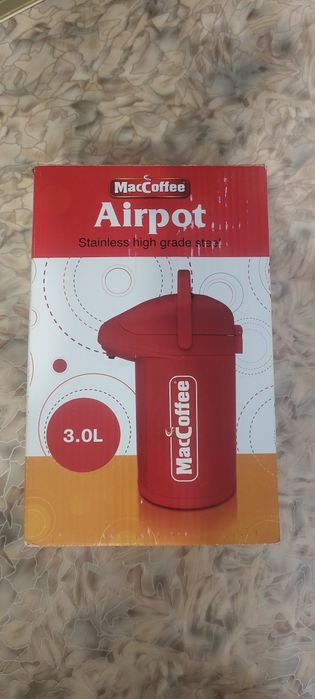 MacCoffee
Airpot
Stainless high grade steel
3.0L
MacCoffee